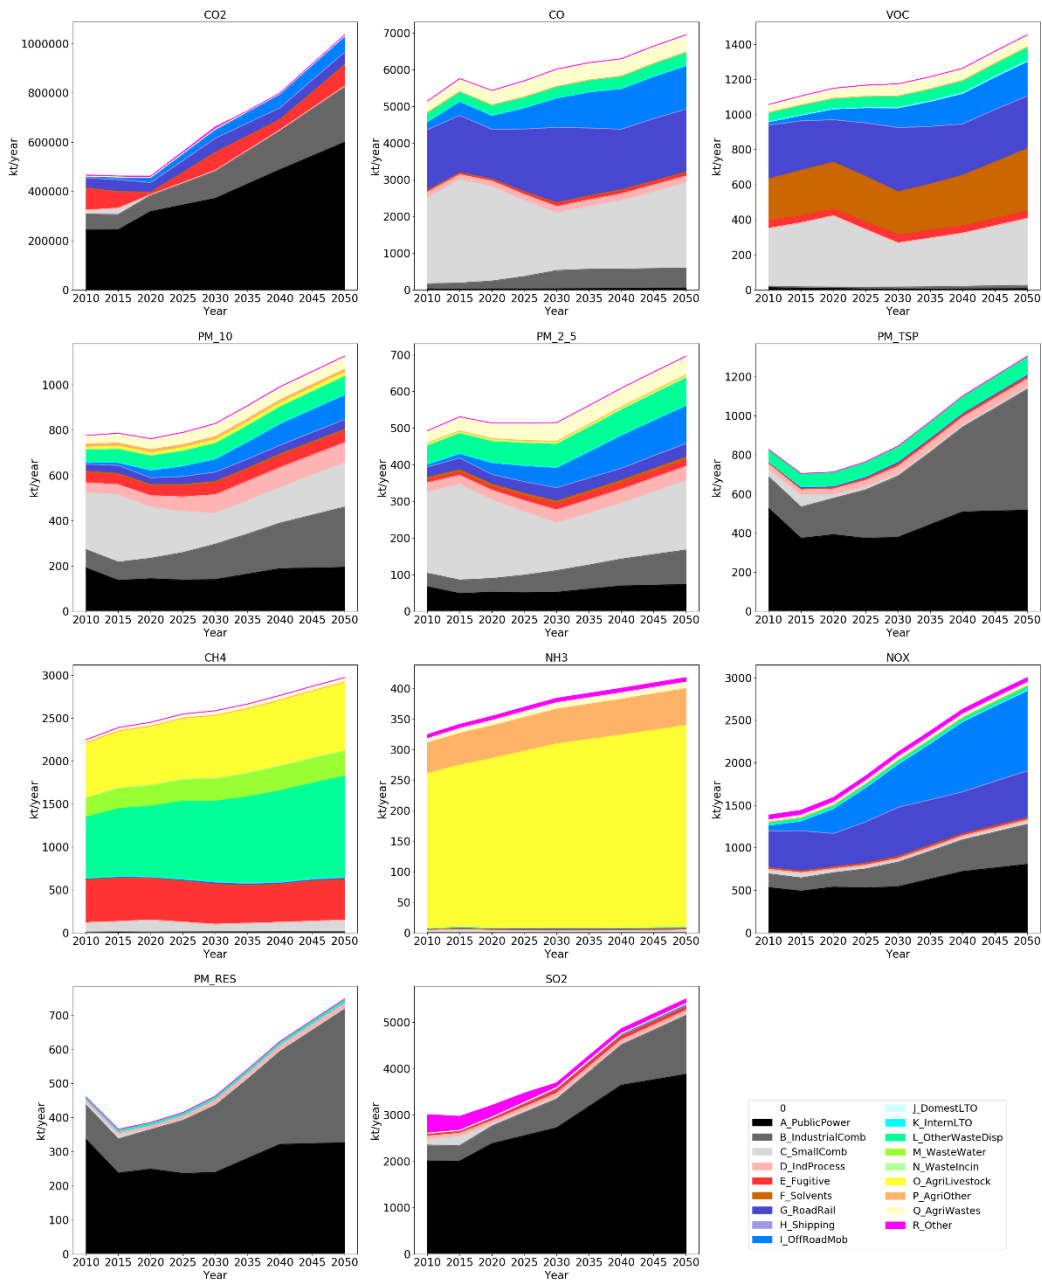 CO2
kt/year
1000000
800000
600000
400000
200000
0
2010 2015 2020 2025 2030 2035 2040 2045 2050
Year
CO
kt/year
7000
6000
5000
4000
3000
2000
1000
0
2010 2015 2020 2025 2030 2035 2040 2045 2050
Year
VOC
kt/year
1400
1200
1000
800
600
400
200
0
2010 2015 2020 2025 2030 2035 2040 2045 2050
Year
PM_10
kt/year
1000
800
600
400
200
0
2010 2015 2020 2025 2030 2035 2040 2045 2050
Year
PM_2_5
kt/year
700
600
500
400
300
200
100
0
2010 2015 2020 2025 2030 2035 2040 2045 2050
Year
PM_TSP
kt/year
1200
1000
800
600
400
200
0
2010 2015 2020 2025 2030 2035 2040 2045 2050
Year
CH4
kt/year
3000
2500
2000
1500
1000
500
0
2010 2015 2020 2025 2030 2035 2040 2045 2050
Year
NH3
kt/year
400
350
300
250
200
150
100
50
0
2010 2015 2020 2025 2030 2035 2040 2045 2050
Year
NOX
kt/year
3000
2500
2000
1500
1000
500
0
2010 2015 2020 2025 2030 2035 2040 2045 2050
Year
PM_RES
kt/year
700
600
500
400
300
200
100
0
2010 2015 2020 2025 2030 2035 2040 2045 2050
Year
SO2
kt/year
5000
4000
3000
2000
1000
0
2010 2015 2020 2025 2030 2035 2040 2045 2050
Year
0
A_PublicPower
B_IndustrialComb
C_SmallComb
D_IndProcess
E_Fugitive
F_Solvents
G_RoadRail
H_Shipping
I_OffRoadMob
J_DomestLTO
K_InternLTO
L_OtherWasteDisp
M_WasteWater
N_WasteIncin
O_AgriLivestock
P_AgriOther
Q_AgriWastes
R_Other